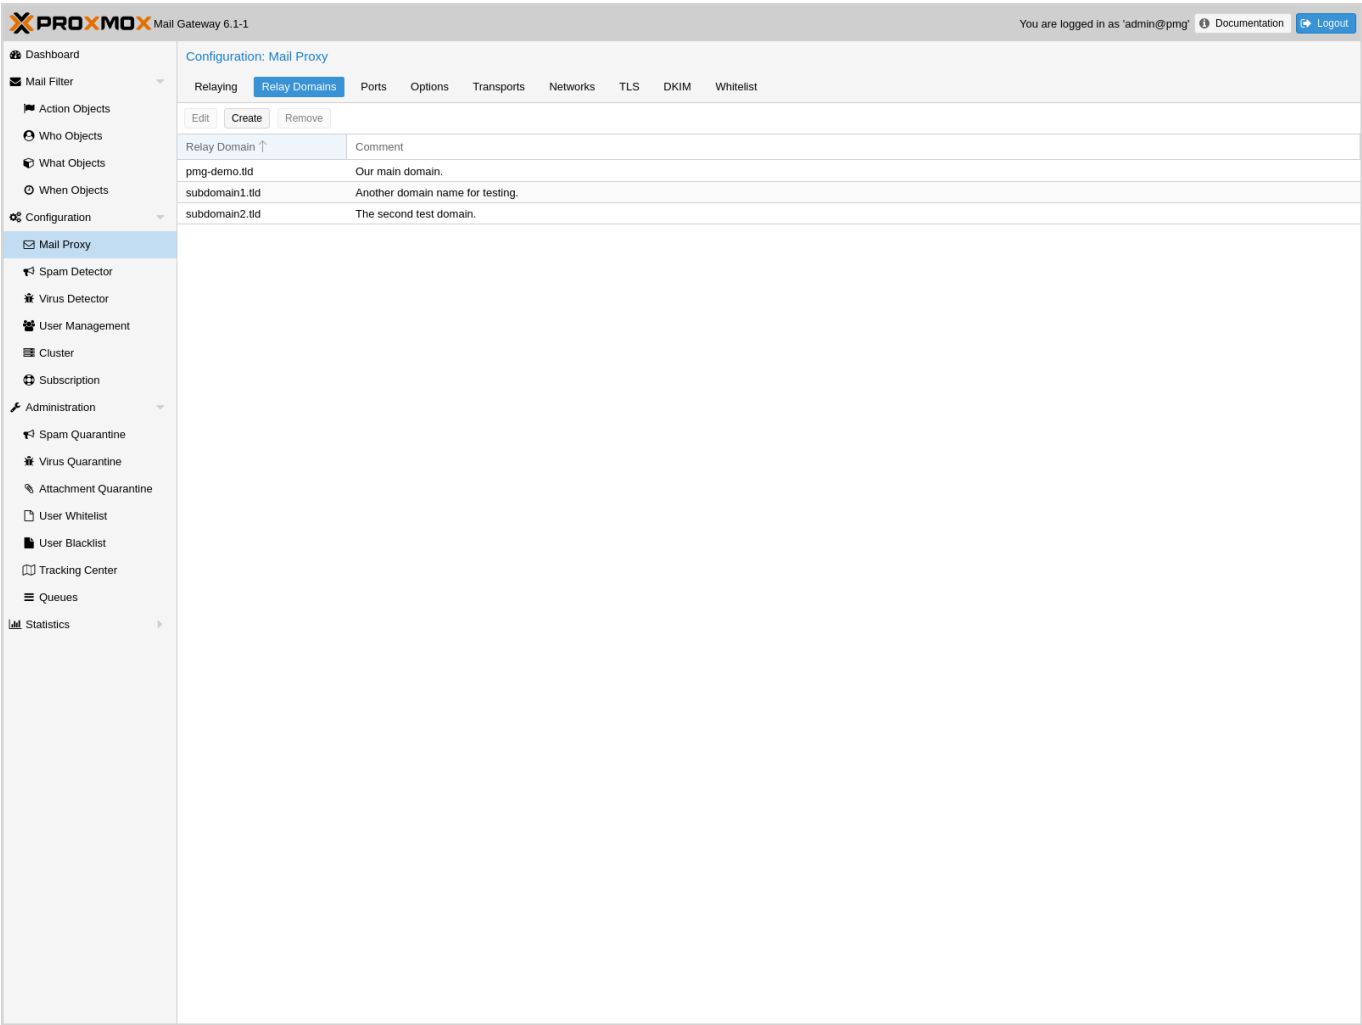 PROXMOX Mail Gateway 6.1-1 You are logged in as 'admin@pmg' Documentation Logout
Dashboard
Mail Filter
Action Objects
Who Objects
What Objects
When Objects
Configuration
Mail Proxy
Spam Detector
Virus Detector
User Management
Cluster
Subscription
Administration
Spam Quarantine
Virus Quarantine
Attachment Quarantine
User Whitelist
User Blacklist
Tracking Center
Queues
Statistics
Configuration: Mail Proxy
Relaying Relay Domains Ports Options Transports Networks TLS DKIM Whitelist
Edit Create Remove
Relay Domain Comment
pmg-demo.tld Our main domain.
subdomain1.tld Another domain name for testing.
subdomain2.tld The second test domain.